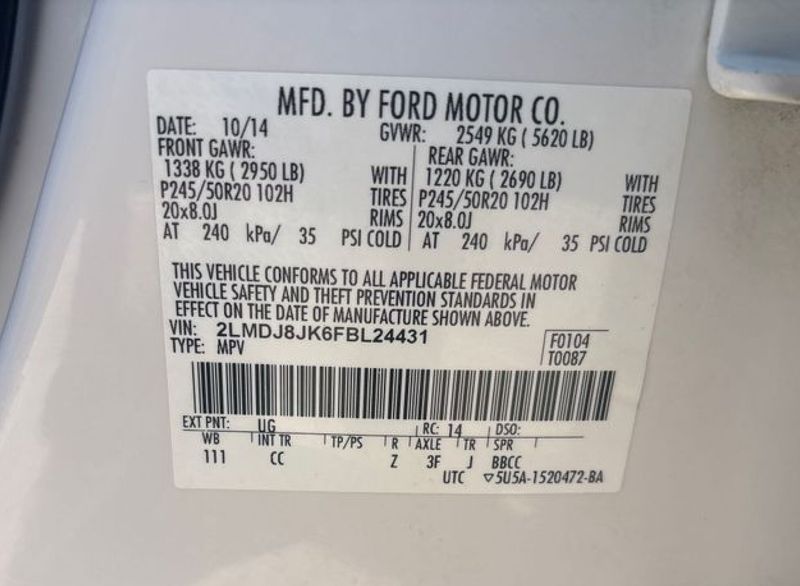 MFD. BY FORD MOTOR CO.
DATE: 10/14 GVWR: 2549 KG ( 5620 LB)
FRONT GAWR: REAR GAWR:
1338 KG ( 2950 LB) WITH 1220 KG ( 2690 LB) WITH
P245/50R20 102H TIRES P245/50R20 102H TIRES
20x8.0J RIMS 20x8.0J RIMS
AT 240 kPa/ 35 PSI COLD AT 240 kPa/ 35 PSI COLD
THIS VEHICLE CONFORMS TO ALL APPLICABLE FEDERAL MOTOR
VEHICLE SAFETY AND THEFT PREVENTION STANDARDS IN
EFFECT ON THE DATE OF MANUFACTURE SHOWN ABOVE.
VIN: 2LMDJ8JK6FBL24431 F0104
TYPE: MPV T0087
EXT PNT: UG RC: 14 DSO:
WB INT TR TP/PS R AXLE TR SPR
111 CC Z 3F J BBCC
UTC ▽5U5A-1520472-BA